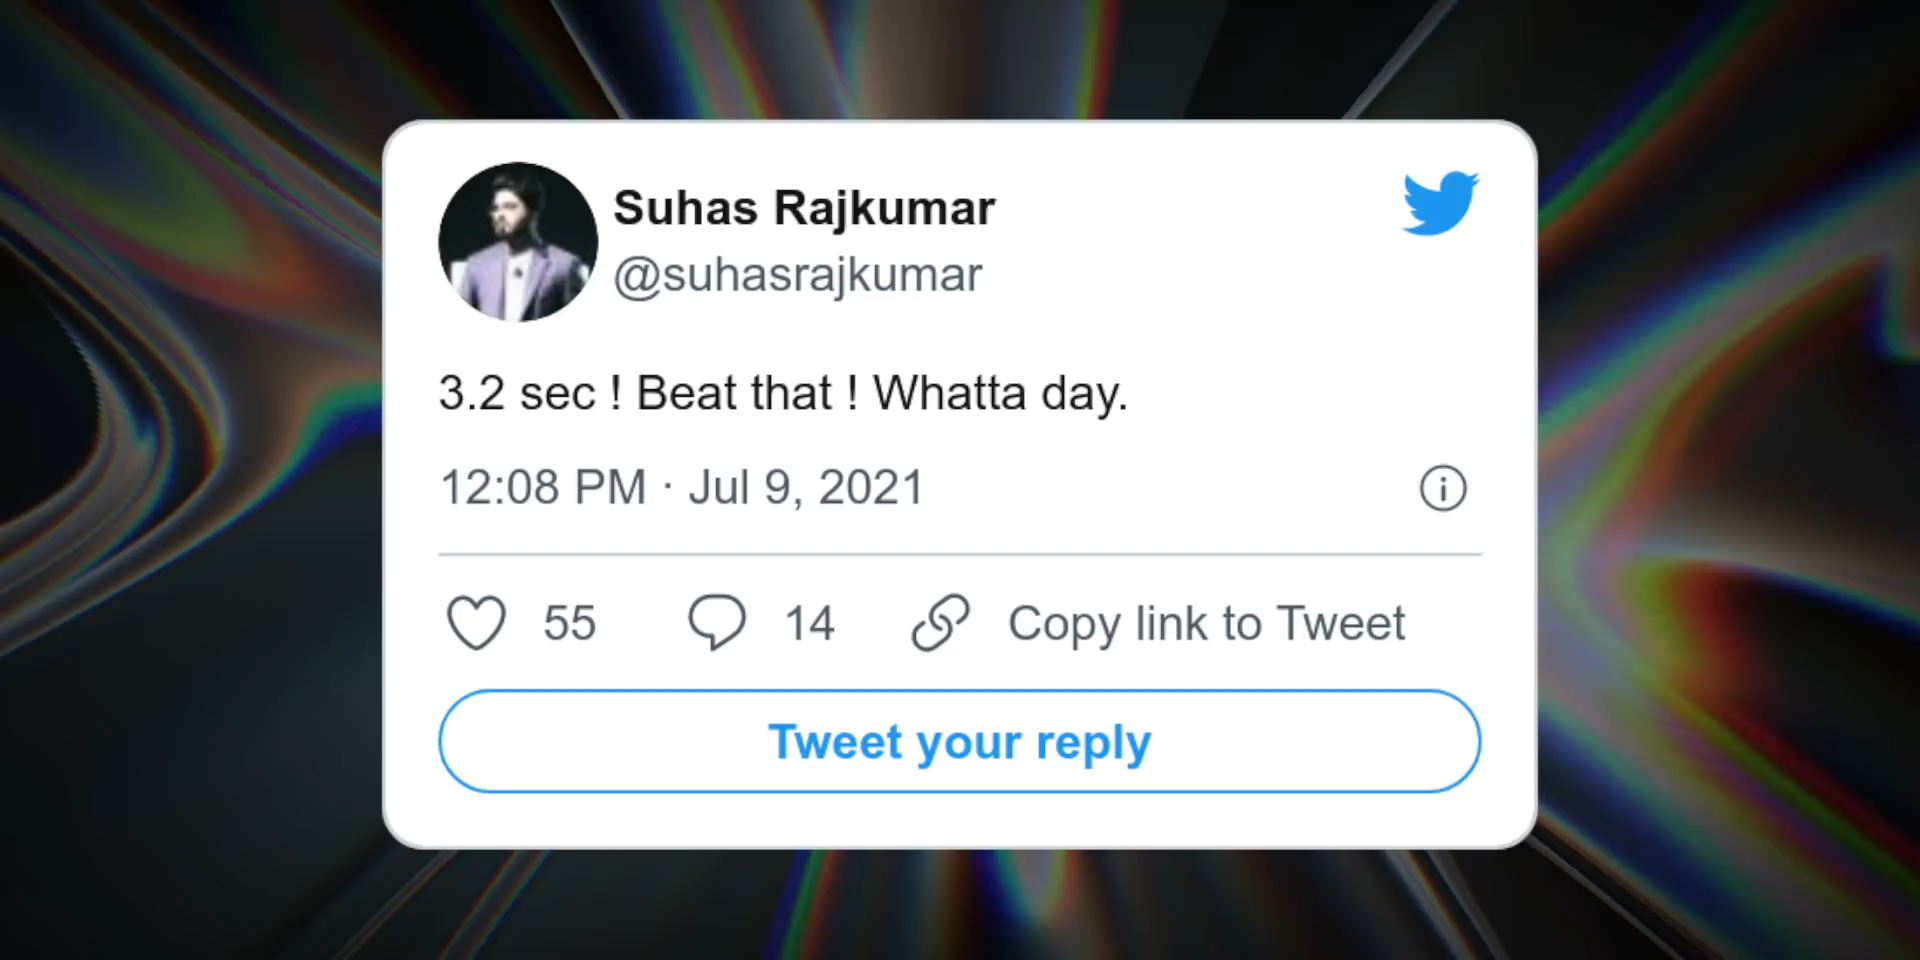 Suhas Rajkumar
@suhasrajkumar
3.2 sec ! Beat that ! Whatta day.
12:08 PM · Jul 9, 2021
55 14 Copy link to Tweet
Tweet your reply